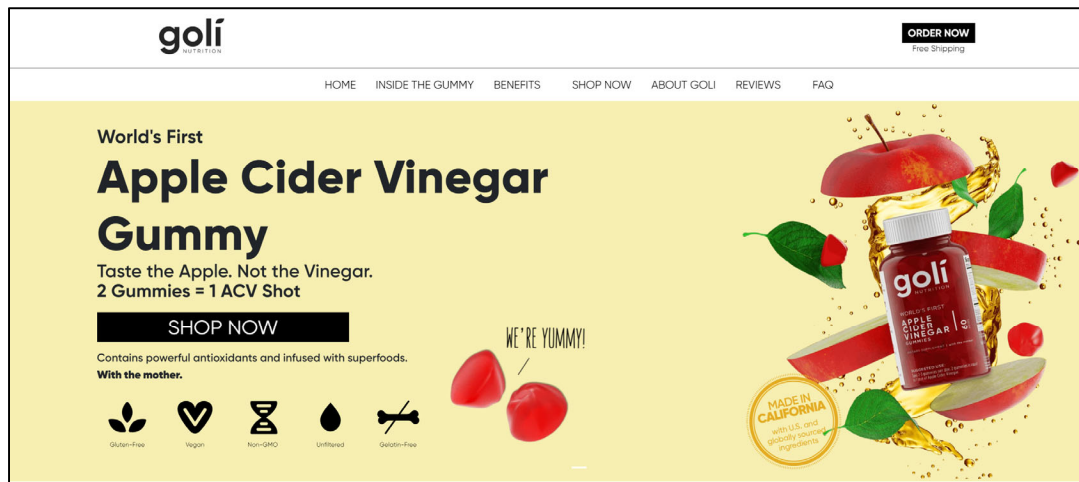 golí
NUTRITION
ORDER NOW
Free Shipping
HOME INSIDE THE GUMMY BENEFITS SHOP NOW ABOUT GOLI REVIEWS FAQ
World's First
Apple Cider Vinegar
Gummy
Taste the Apple. Not the Vinegar.
2 Gummies = 1 ACV Shot
SHOP NOW
Contains powerful antioxidants and infused with superfoods.
With the mother.
Gluten-Free Vegan Non-GMO Unfiltered Gelatin-Free
WE'RE YUMMY!
MADE IN
CALIFORNIA
with U.S. and
globally sourced
ingredients
golí
NUTRITION
WORLD'S FIRST
APPLE
CIDER
VINEGAR
GUMMIES
60